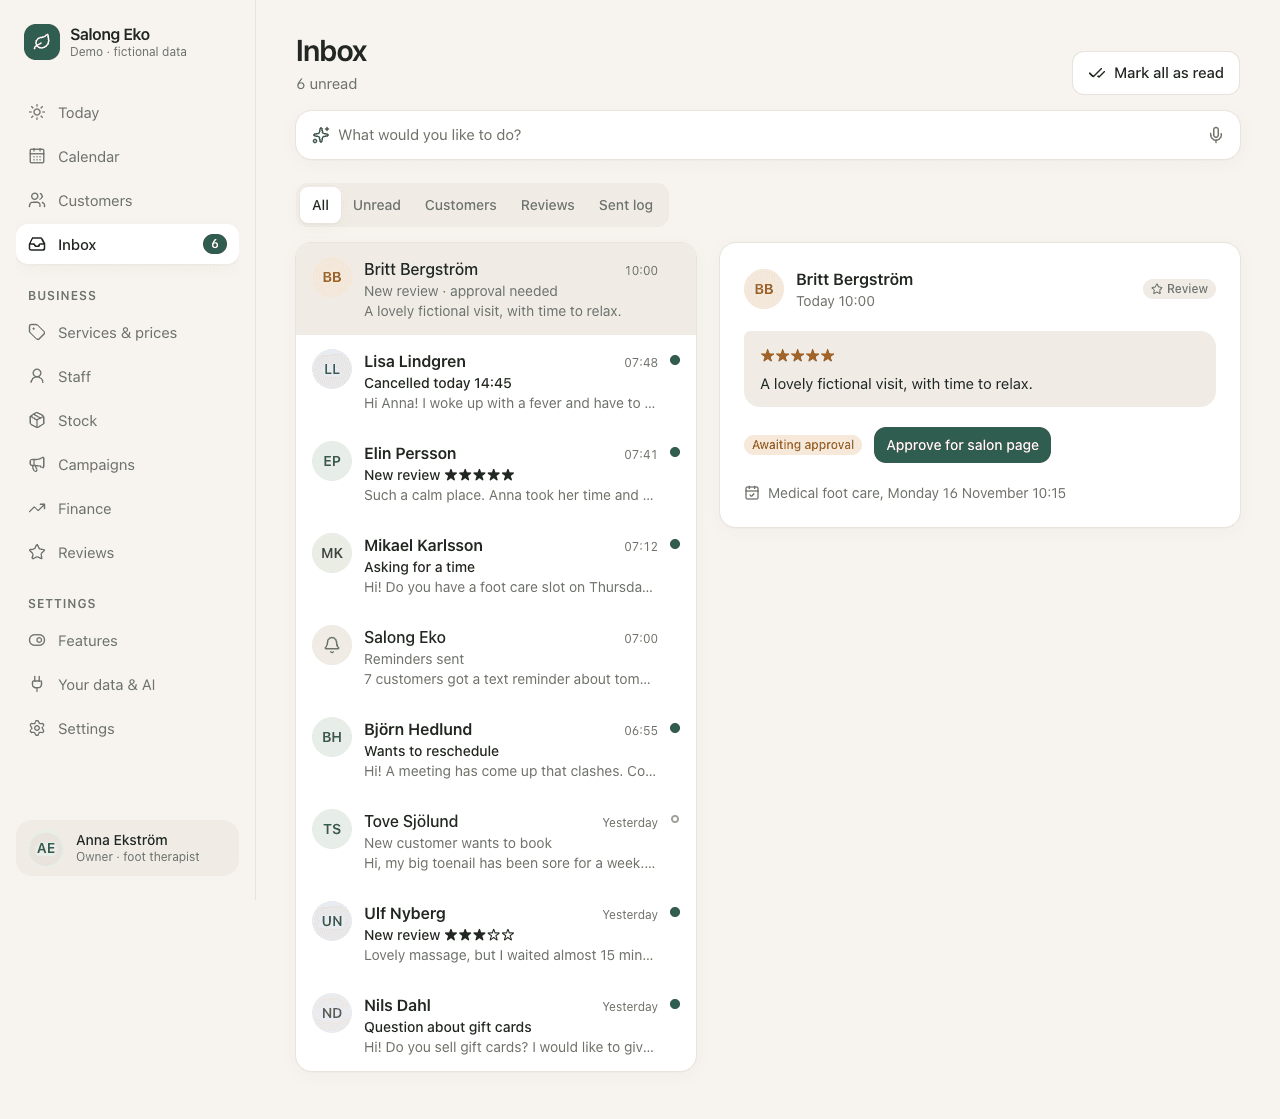 Salong Eko
Demo · fictional data
Today
Calendar
Customers
Inbox
6
BUSINESS
Services & prices
Staff
Stock
Campaigns
Finance
Reviews
SETTINGS
Features
Your data & AI
Settings
AE
Anna Ekström
Owner · foot therapist
Inbox
6 unread
Mark all as read
What would you like to do?
All
Unread
Customers
Reviews
Sent log
BB
Britt Bergström
10:00
New review · approval needed
A lovely fictional visit, with time to relax.
LL
Lisa Lindgren
07:48
Cancelled today 14:45
Hi Anna! I woke up with a fever and have to ...
EP
Elin Persson
07:41
New review ★★★★★
Such a calm place. Anna took her time and ...
MK
Mikael Karlsson
07:12
Asking for a time
Hi! Do you have a foot care slot on Thursda...
Salong Eko
07:00
Reminders sent
7 customers got a text reminder about tom...
BH
Björn Hedlund
06:55
Wants to reschedule
Hi! A meeting has come up that clashes. Co...
TS
Tove Sjölund
Yesterday
New customer wants to book
Hi, my big toenail has been sore for a week....
UN
Ulf Nyberg
Yesterday
New review ★★★☆☆
Lovely massage, but I waited almost 15 min...
ND
Nils Dahl
Yesterday
Question about gift cards
Hi! Do you sell gift cards? I would like to giv...
BB
Britt Bergström
Today 10:00
Review
★★★★★
A lovely fictional visit, with time to relax.
Awaiting approval
Approve for salon page
Medical foot care, Monday 16 November 10:15